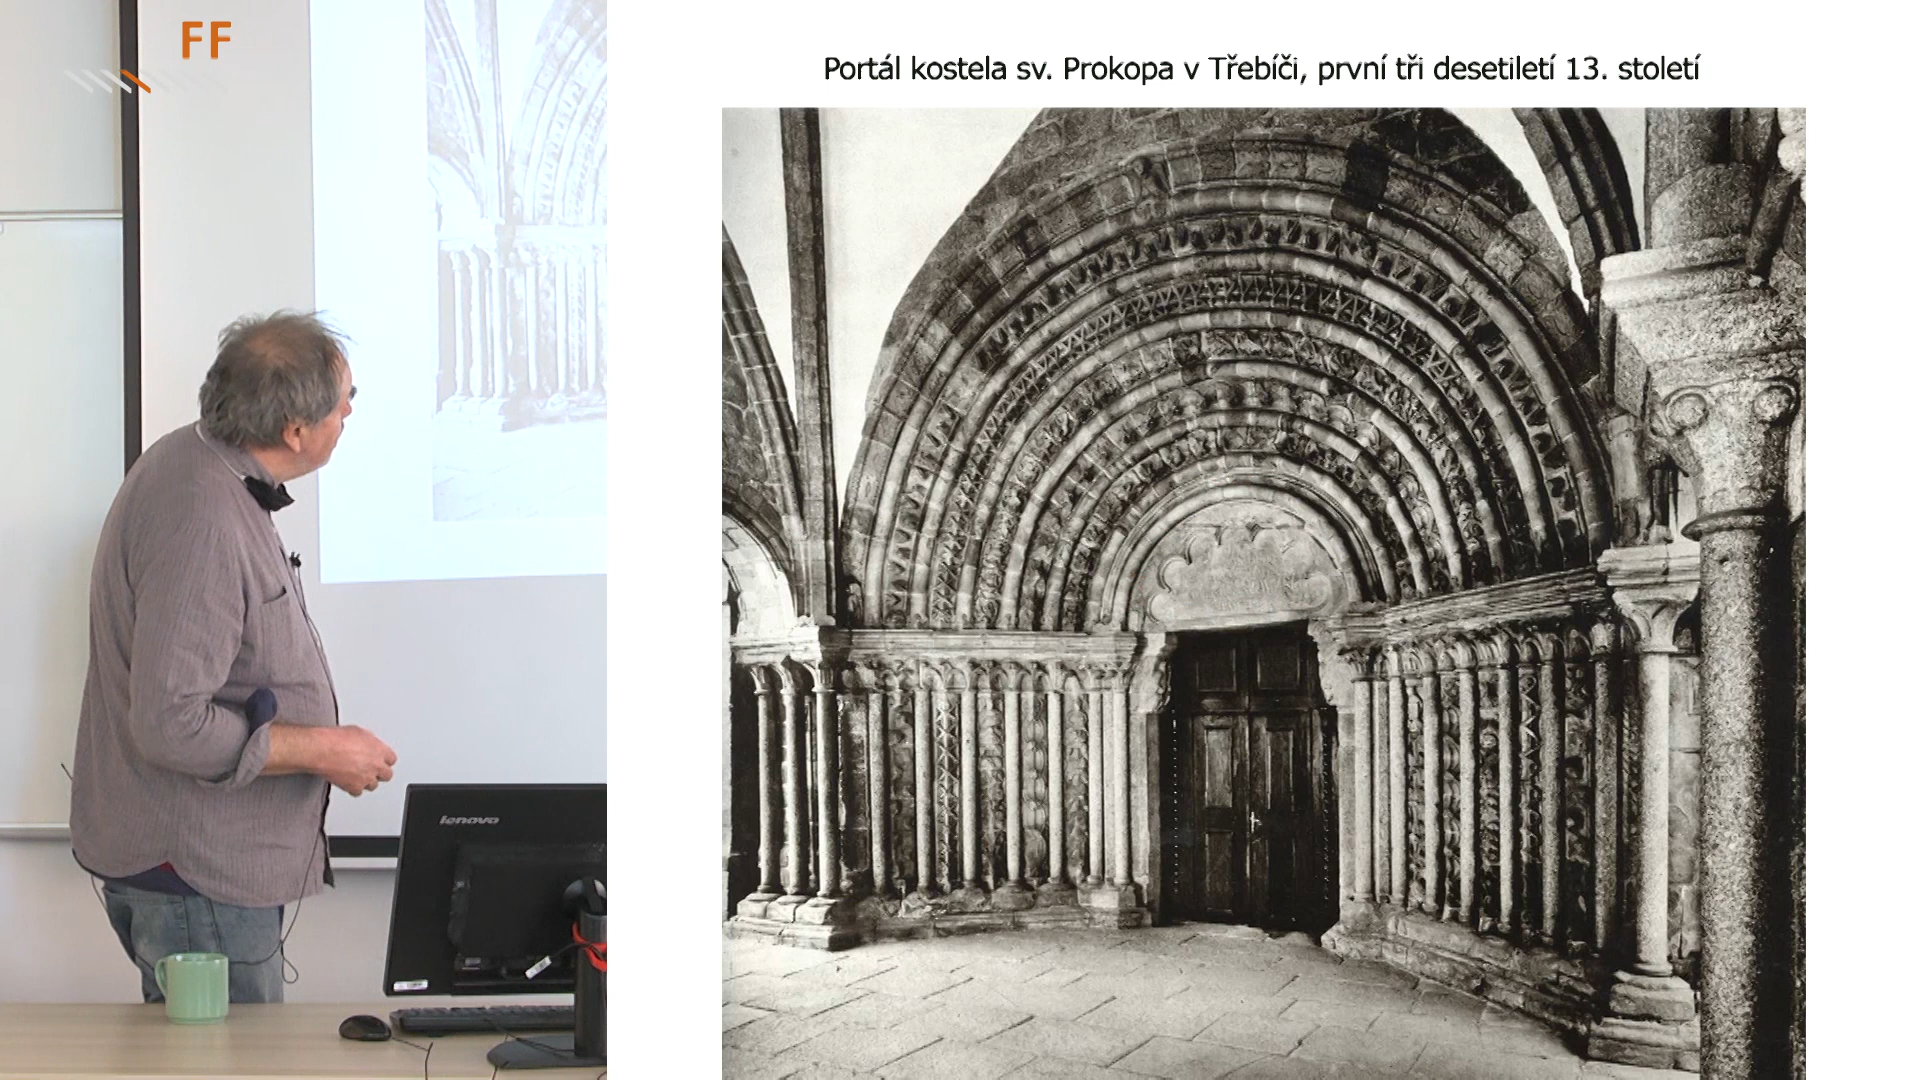 FF
Portál kostela sv. Prokopa v Třebíči, první tři desetiletí 13. století
lenovo